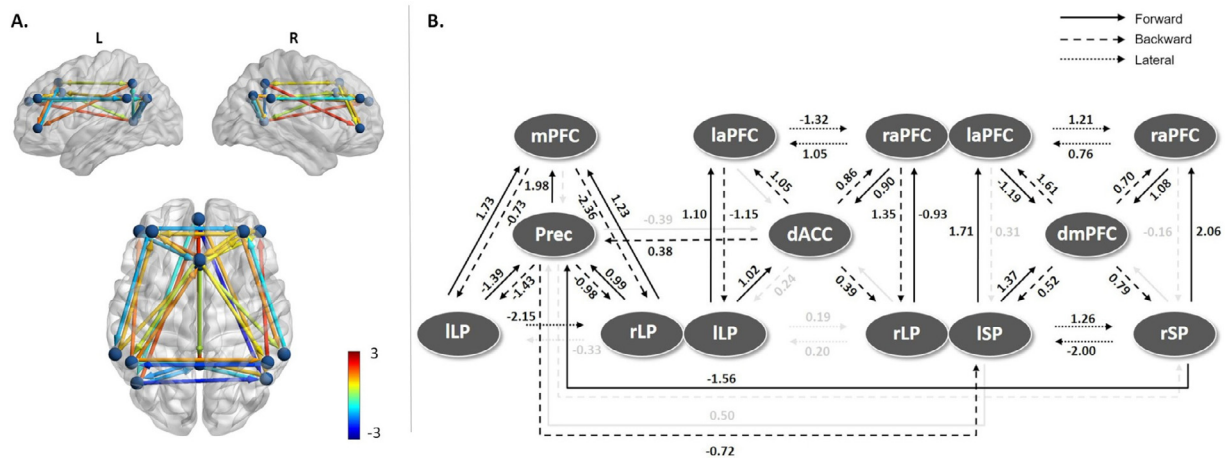 A.
L
R
3
-3
B.
Forward
Backward
Lateral
mPFC
laPFC
-1.32
1.05
raPFC
laPFC
1.21
0.76
raPFC
1.73
-0.73
1.98
-2.36
1.23
1.10
-1.15
1.05
0.86
0.90
1.35
-0.93
1.71
0.31
-1.19
1.61
0.70
1.08
-0.16
2.06
Prec
-0.39
0.38
dACC
dmPFC
-1.39
-1.43
-0.98
0.99
1.02
0.24
0.39
1.37
0.52
0.79
lLP
-2.15
-0.33
rLP
lLP
0.19
0.20
rLP
lSP
1.26
-2.00
rSP
-1.56
0.50
-0.72